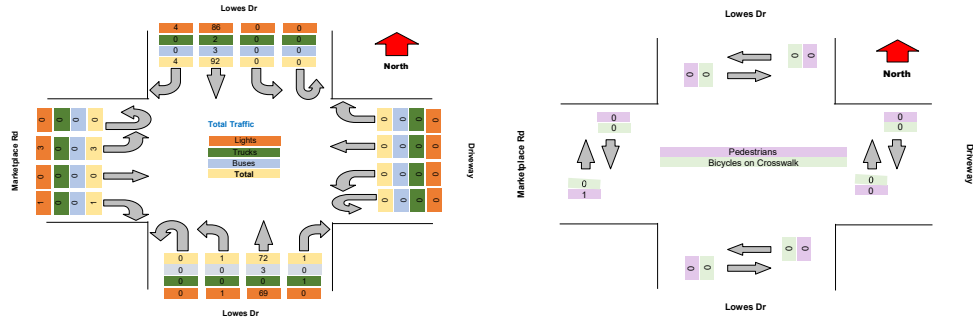 Lowes Dr
4 86 0 0
0 2 0 0
0 3 0 0
4 92 0 0
North
Marketplace Rd
0 0 0 0
3 0 0 3
0 0 0 0
1 0 0 1
Total Traffic
Lights
Trucks
Buses
Total
0 0 0 0
0 0 0 0
0 0 0 0
0 0 0 0
Driveway
0 1 72 1
0 0 3 0
0 0 0 1
0 1 69 0
Lowes Dr
Lowes Dr
0 0
0 0
North
Marketplace Rd
0
0
0
1
Pedestrians
Bicycles on Crosswalk
0
0
0
0
Driveway
0 0
0 0
Lowes Dr